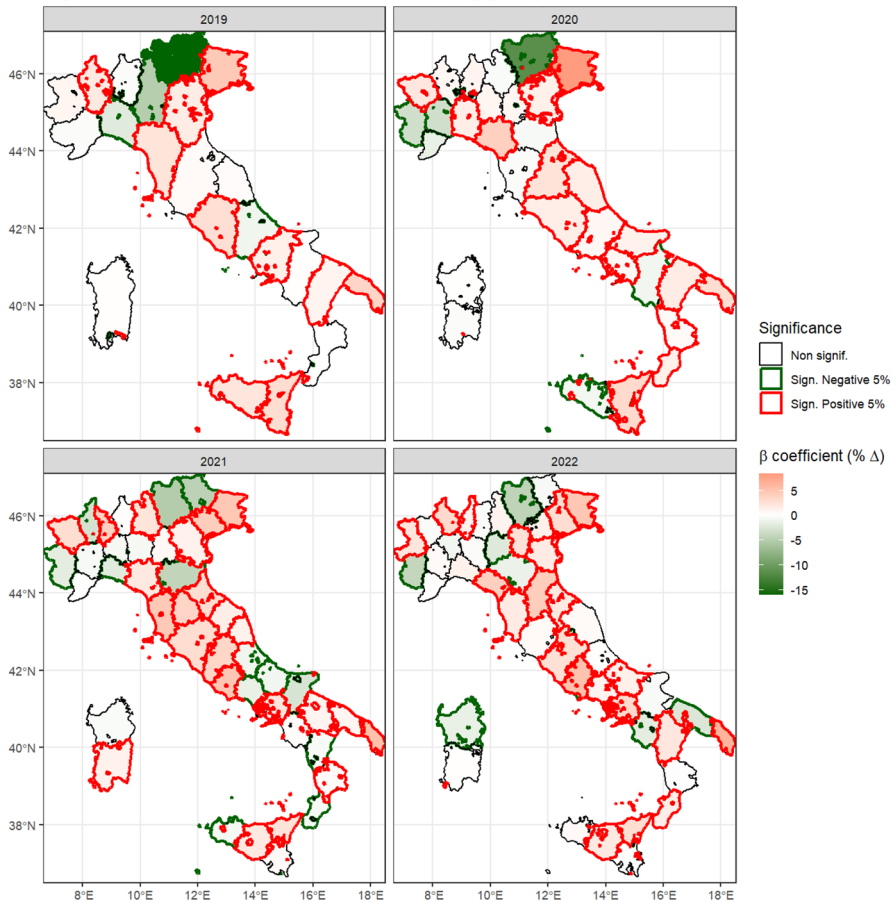 2019
2020
46°N
44°N
42°N
40°N
38°N
Significance
Non signif.
Sign. Negative 5%
Sign. Positive 5%
2021
2022
β coefficient (% Δ)
5
0
-5
-10
-15
46°N
44°N
42°N
40°N
38°N
8°E 10°E 12°E 14°E 16°E 18°E 8°E 10°E 12°E 14°E 16°E 18°E